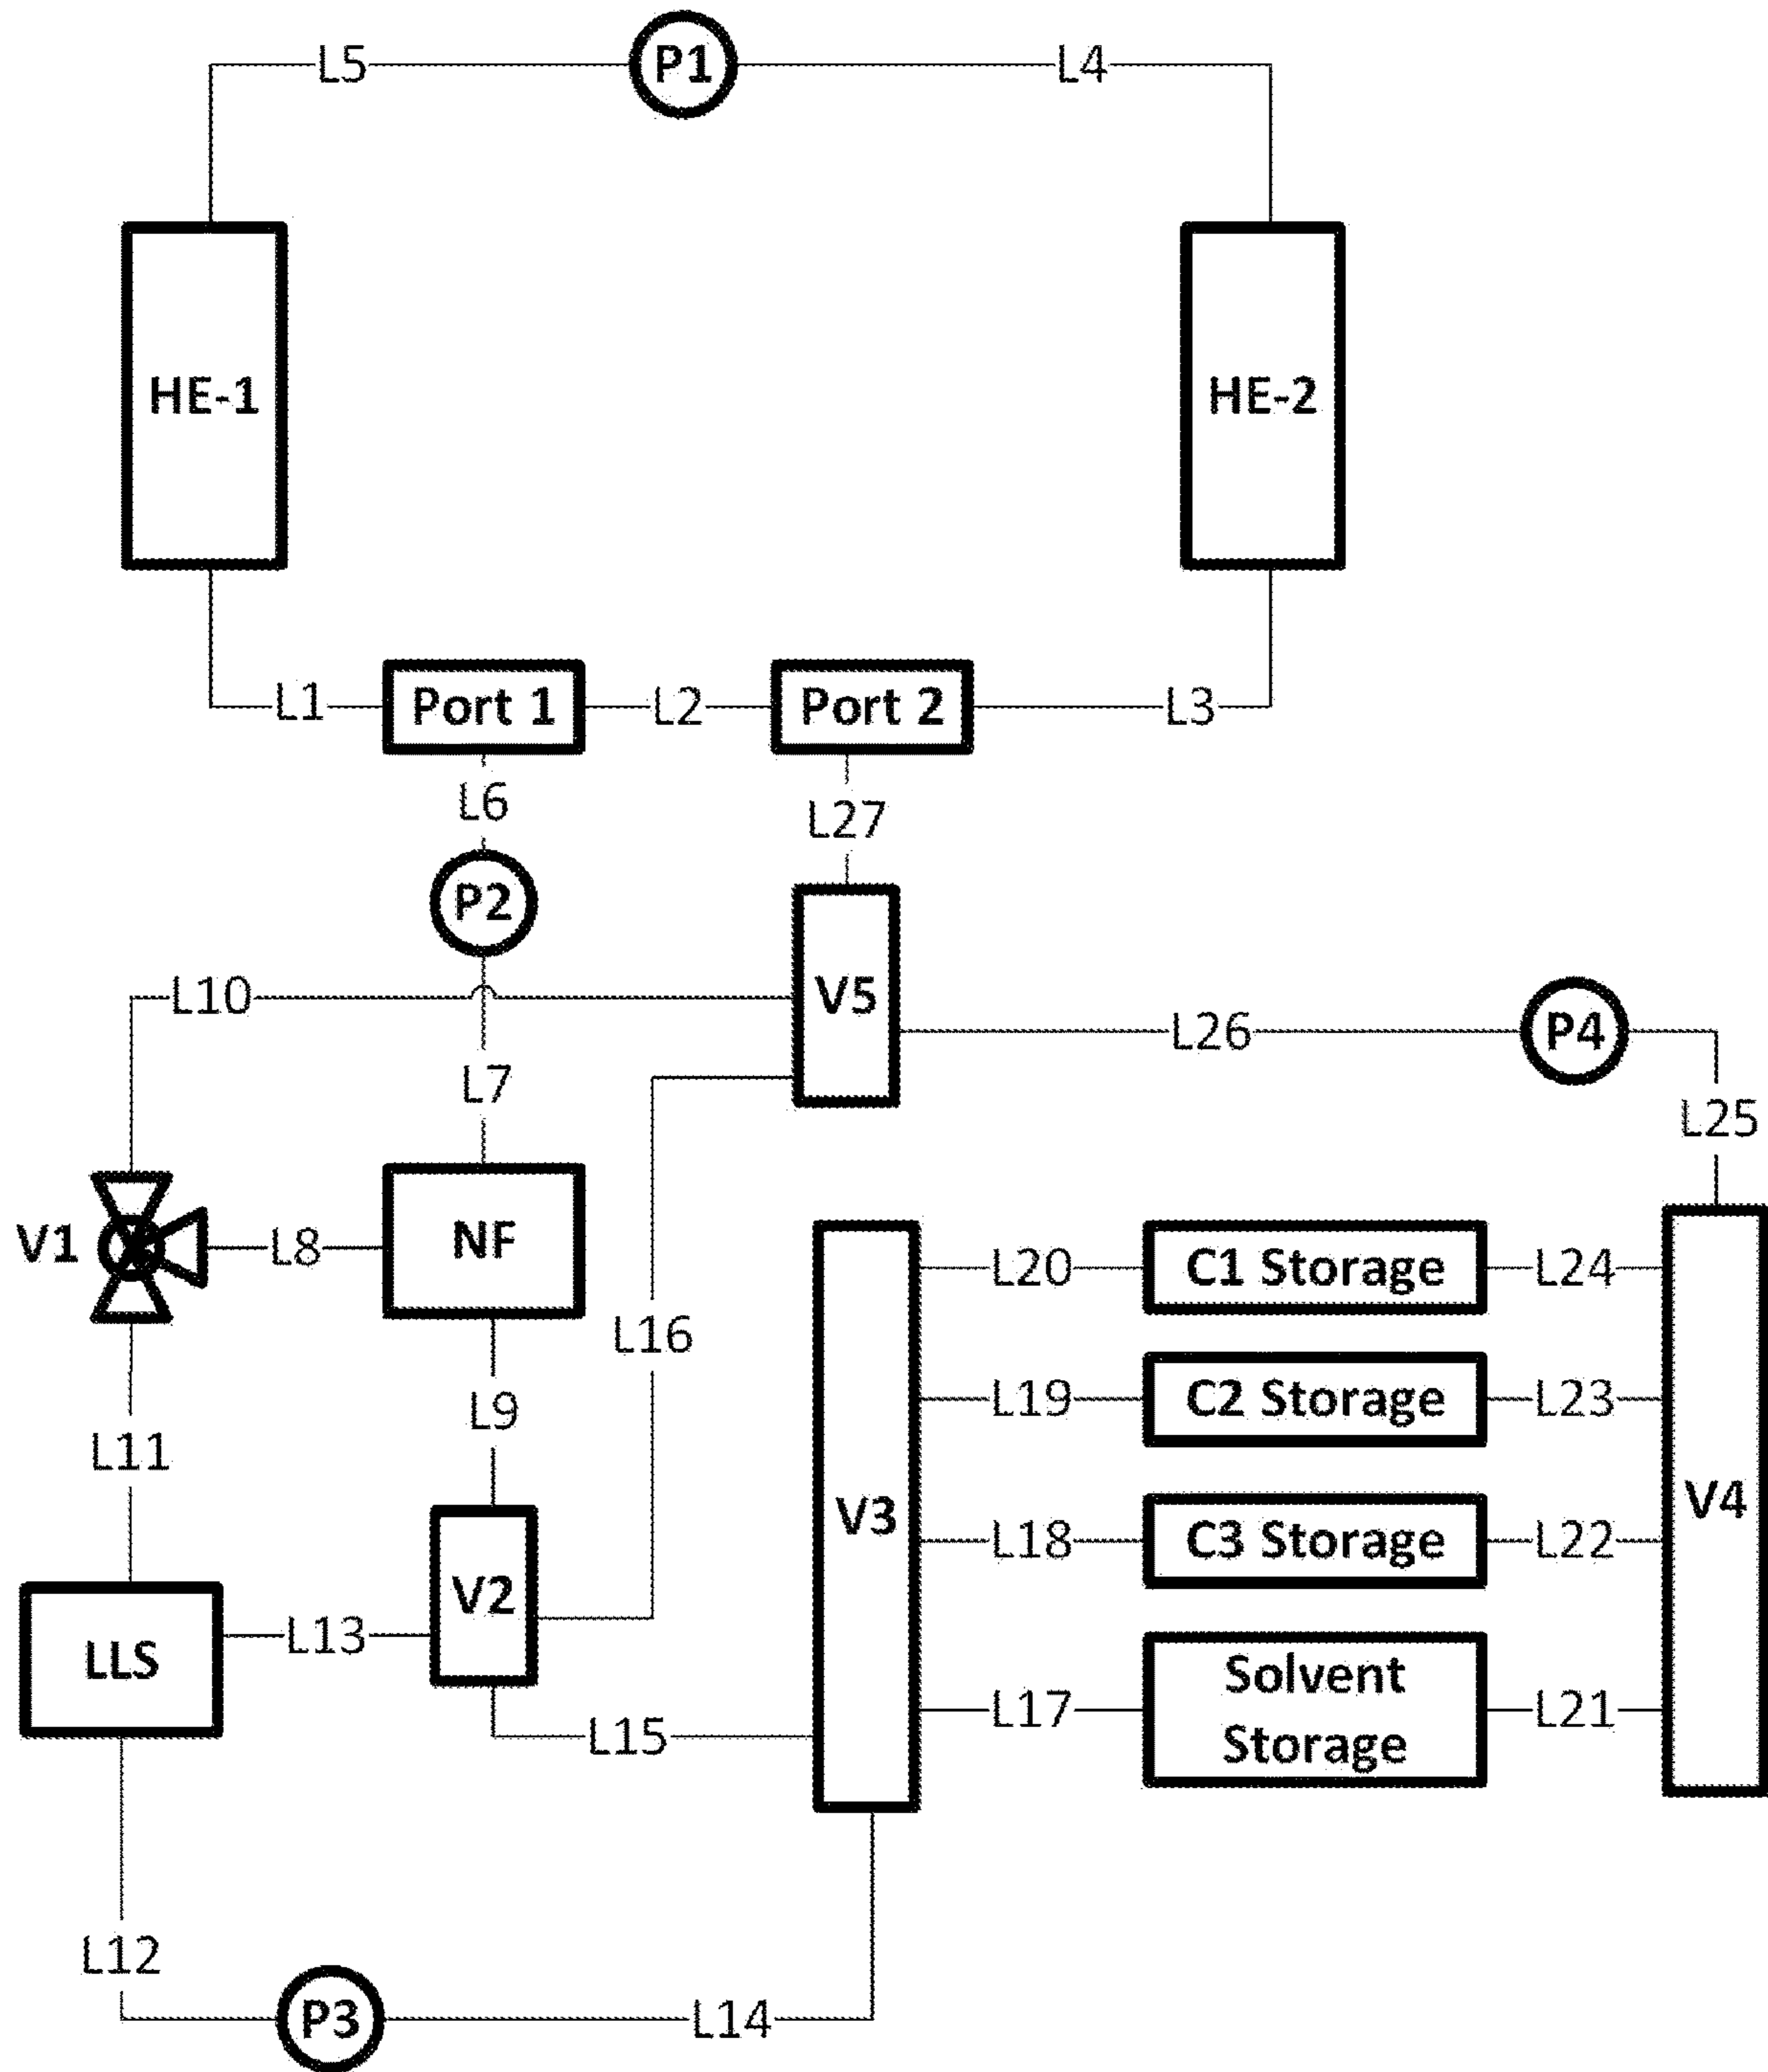 L5
P1
L4
HE-1
HE-2
L1
Port 1
L2
Port 2
L3
L6
L27
P2
L10
V5
L26
P4
L7
L25
V1
L8
NF
L20
C1 Storage
L24
L16
L9
L19
C2 Storage
L23
L11
V3
V4
L18
C3 Storage
L22
V2
LLS
L13
L15
L17
Solvent
Storage
L21
L12
P3
L14